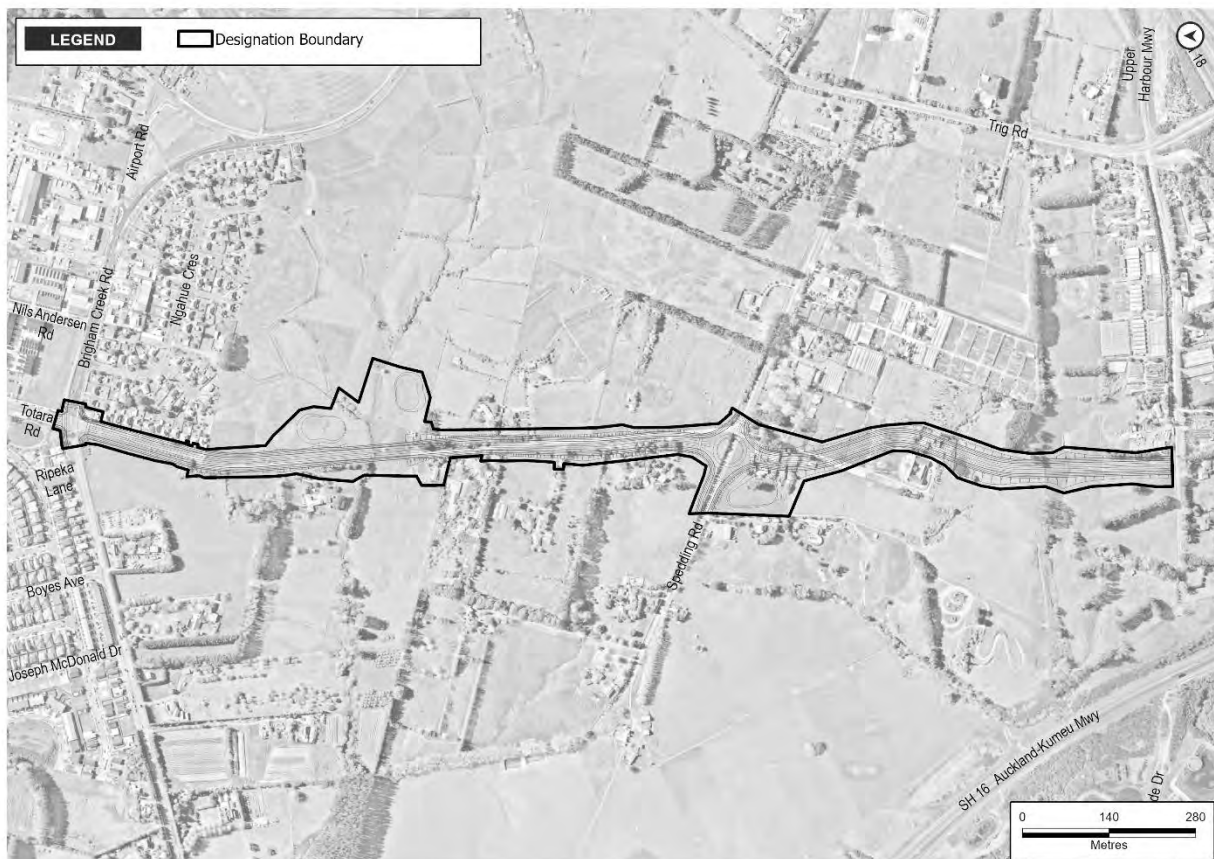 LEGEND
Designation Boundary
Upper
Harbour Mwy
18
Airport Rd
Trig Rd
Brigham Creek Rd
Ngahue Cres
Nils Andersen
Rd
Totara
Rd
Ripeka
Lane
Spedding Rd
Boyes Ave
Joseph McDonald Dr
SH 16 Auckland-Kumeu Mwy
de Dr
0
140
280
Metres